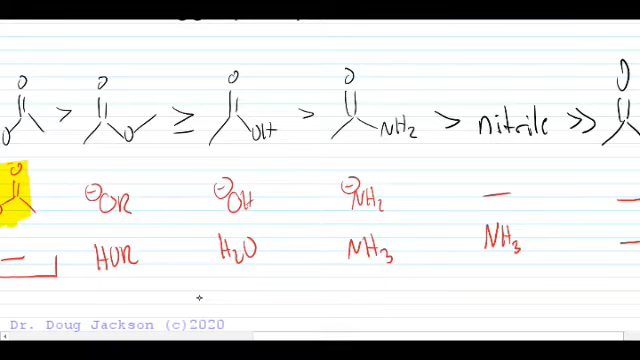 O O O O O
O > O ≥ OH > NH2 > nitrile >>
O ⊖OR ⊖OH ⊖NH2 — —
— HOR H2O NH3 NH3 —
Dr. Doug Jackson (c)2020